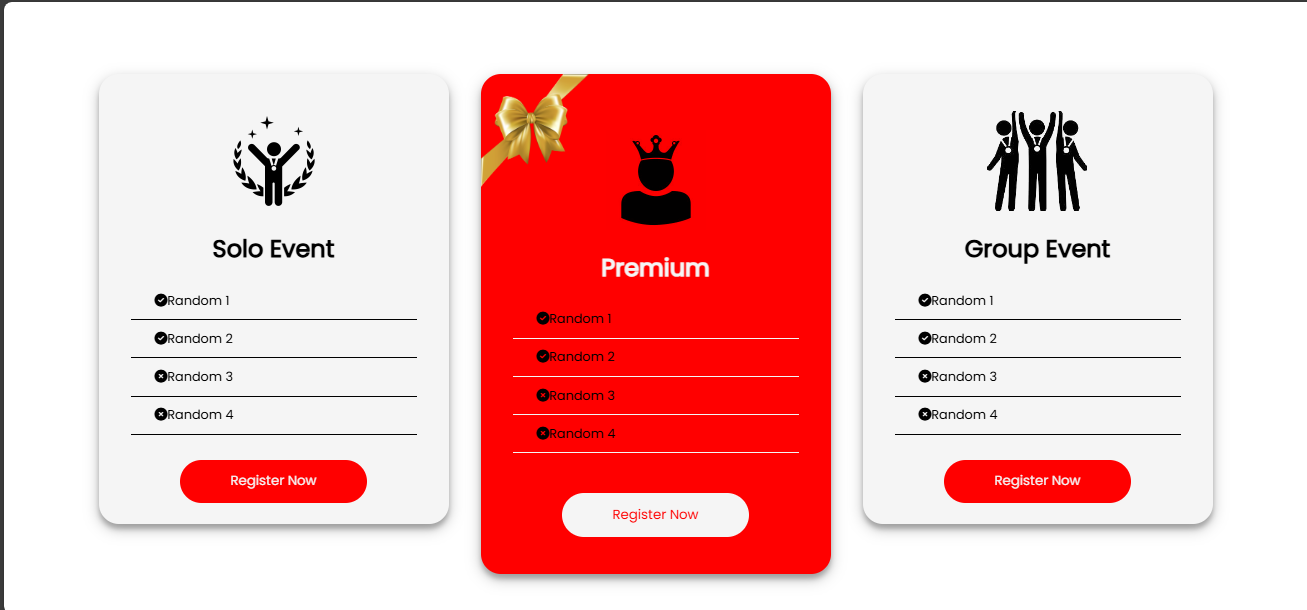 Solo Event
Random 1
Random 2
Random 3
Random 4
Register Now
Premium
Random 1
Random 2
Random 3
Random 4
Register Now
Group Event
Random 1
Random 2
Random 3
Random 4
Register Now